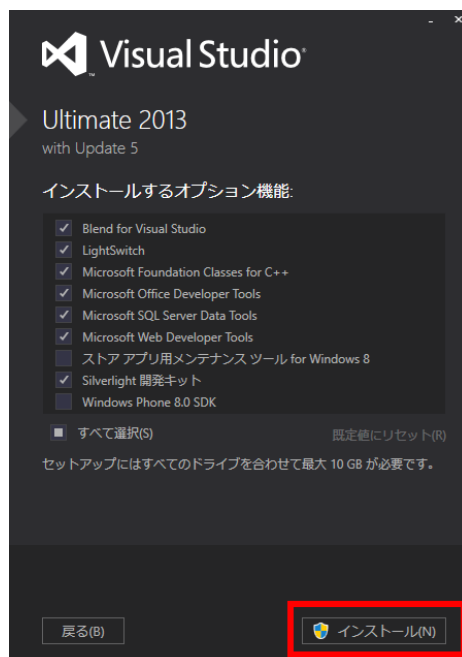 Visual Studio
Ultimate 2013
with Update 5
インストールするオプション機能:
Blend for Visual Studio
LightSwitch
Microsoft Foundation Classes for C++
Microsoft Office Developer Tools
Microsoft SQL Server Data Tools
Microsoft Web Developer Tools
ストア アプリ用メンテナンス ツール for Windows 8
Silverlight 開発キット
Windows Phone 8.0 SDK
すべて選択(S) 既定値にリセット(R)
セットアップにはすべてのドライブを合わせて最大 10 GB が必要です。
戻る(B) インストール(N)